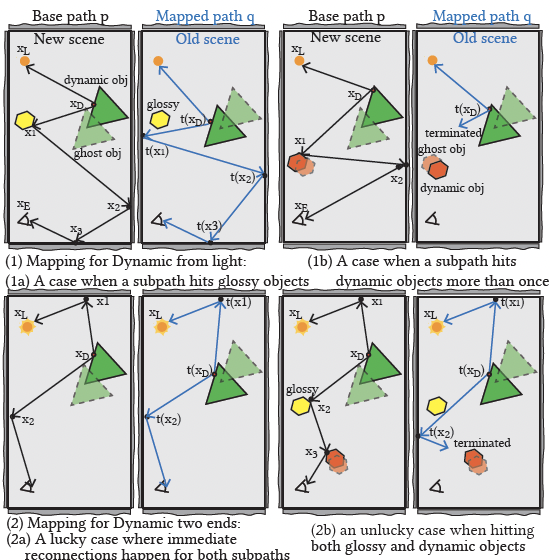 Base path p
Mapped path q
Base path p
Mapped path q
New scene
Old scene
New scene
Old scene
xL
dynamic obj
xD
x1
ghost obj
xE
x2
x3
glossy
t(xD)
t(x1)
t(x2)
t(x3)
xL
xD
x1
x2
xE
t(xD)
terminated
ghost obj
dynamic obj
(1) Mapping for Dynamic from light:
(1a) A case when a subpath hits glossy objects
(1b) A case when a subpath hits
dynamic objects more than once
xL
x1
xD
x2
xL
t(x1)
t(xD)
t(x2)
xL
x1
xD
glossy
x2
x3
xL
t(x1)
t(xD)
t(x2)
terminated
(2) Mapping for Dynamic two ends:
(2a) A lucky case where immediate
reconnections happen for both subpaths
(2b) an unlucky case when hitting
both glossy and dynamic objects